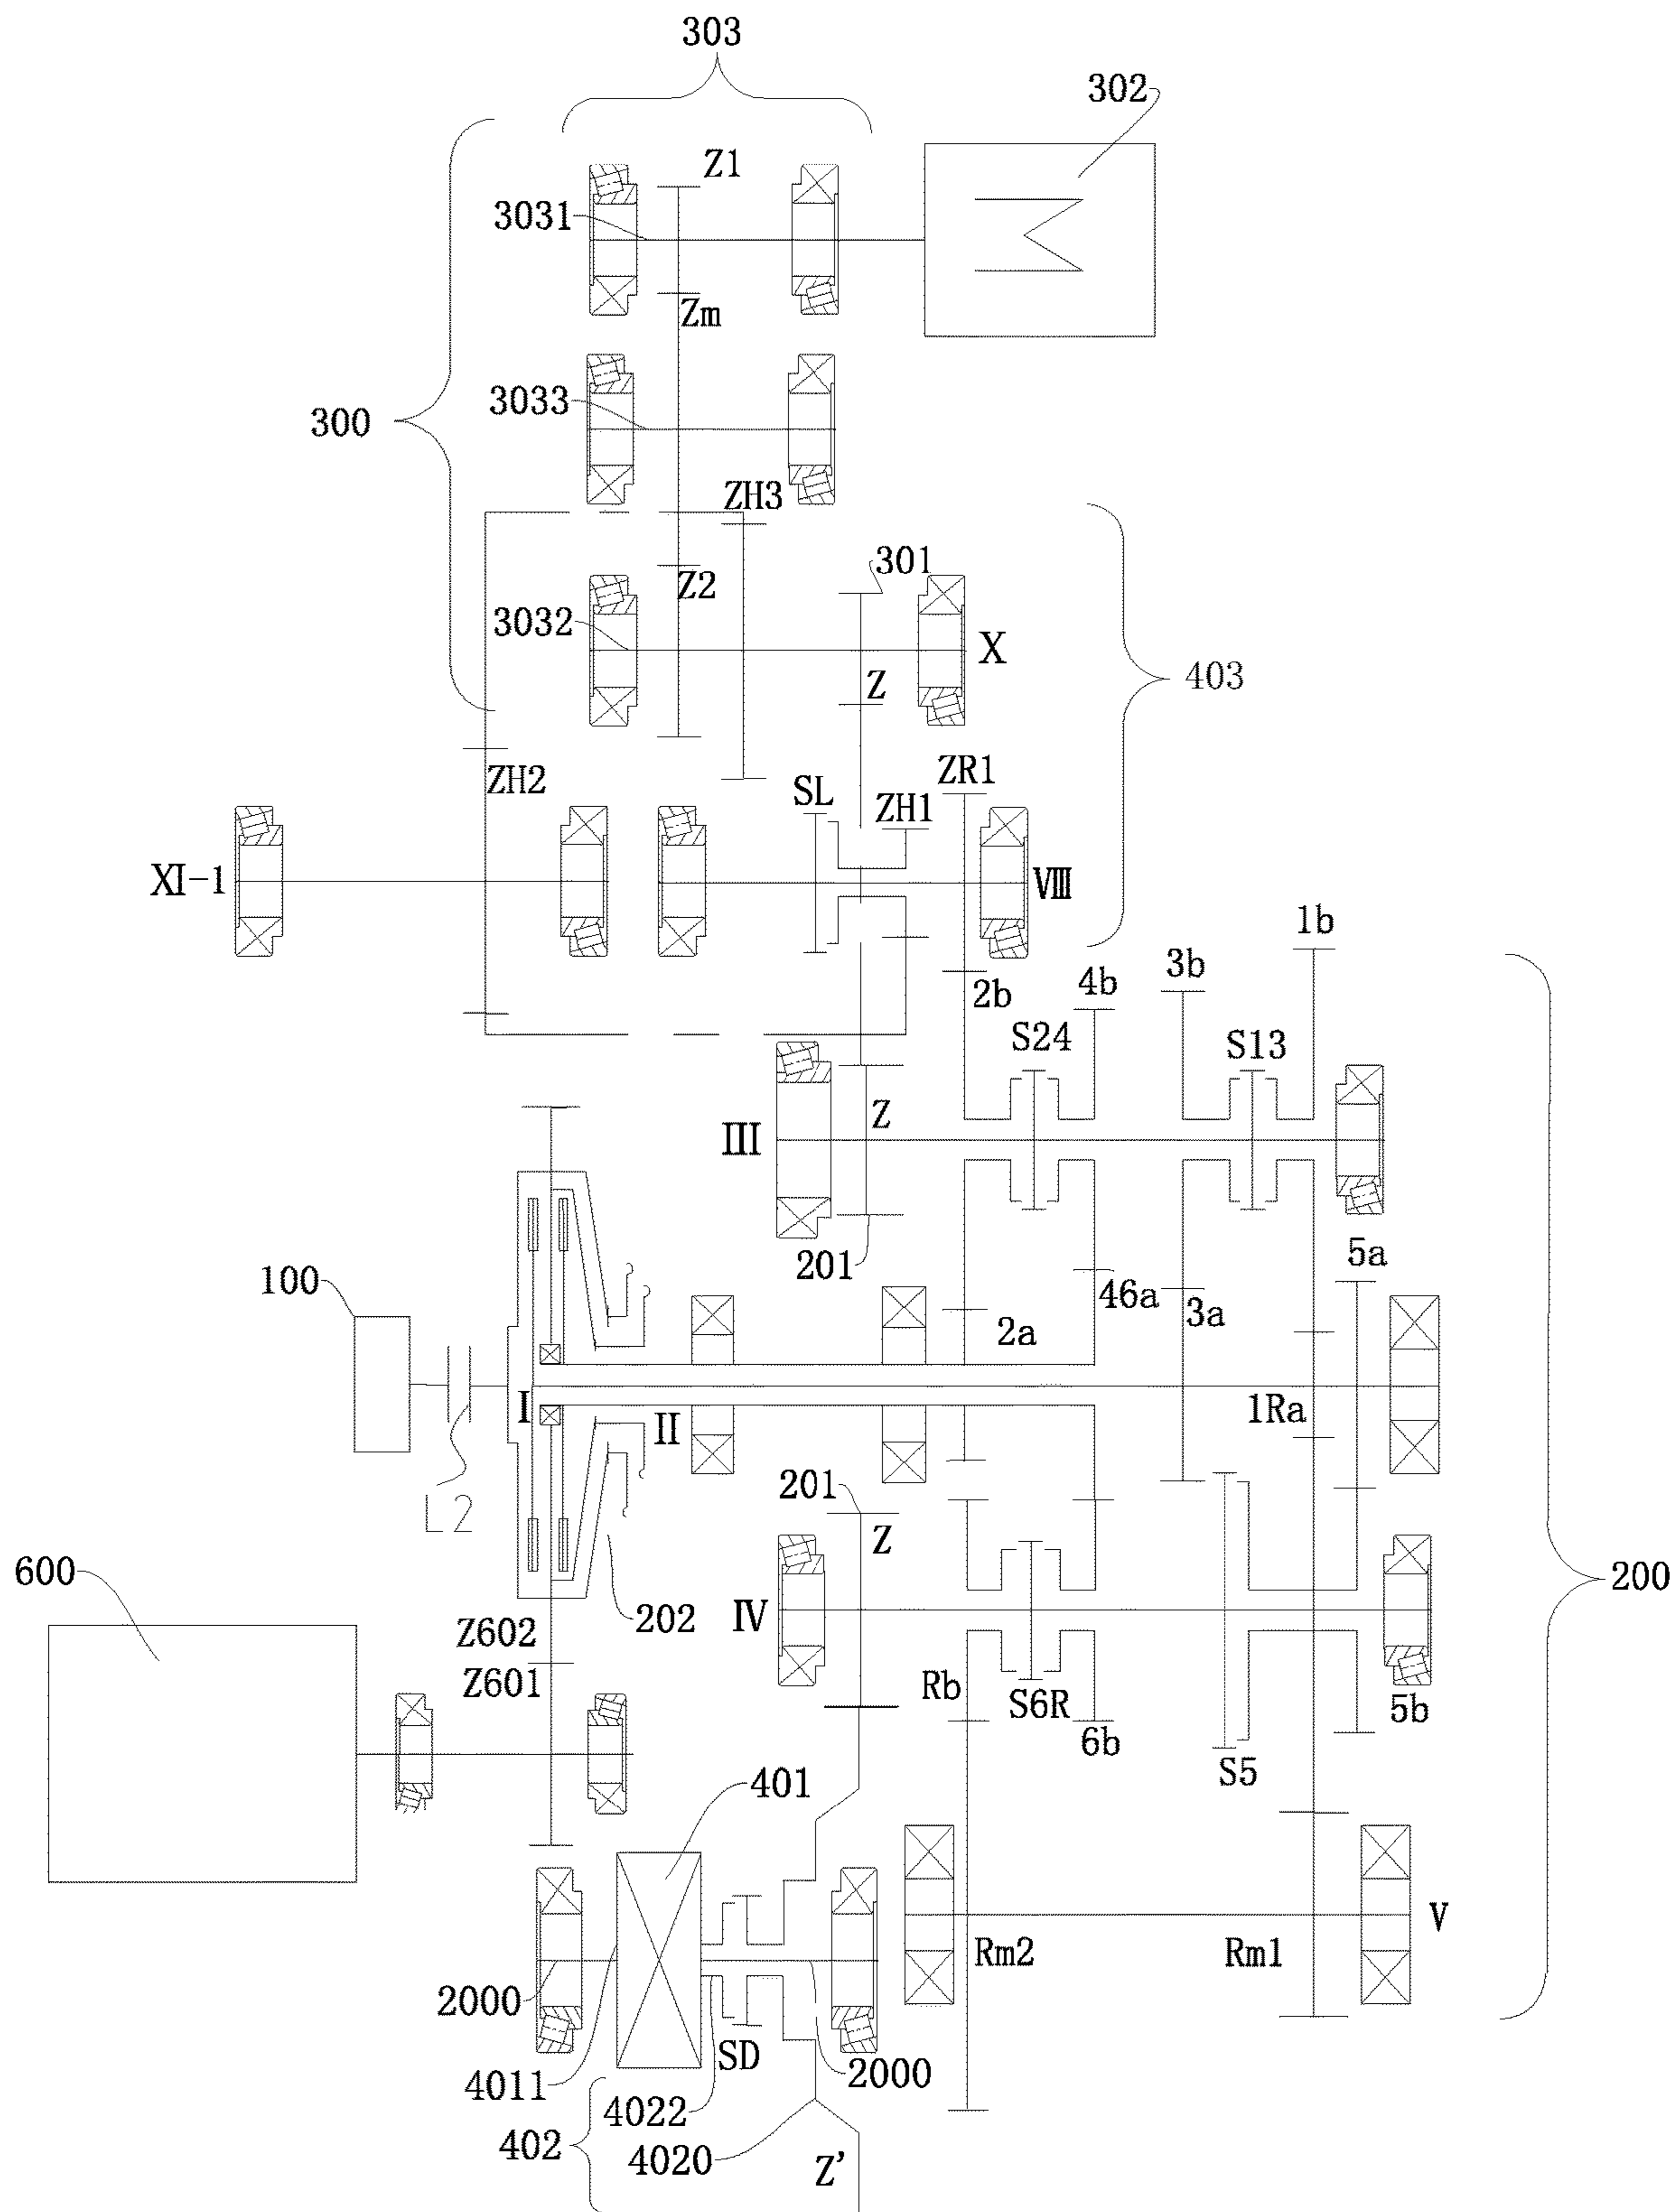 303
302
Z1
3031
Zm
3033
300
ZH3
301
Z2
3032
X
Z
403
ZH2
SL
ZR1
ZH1
XI-1
VIII
1b
3b
4b
2b
S24
S13
Z
III
201
5a
100
46a
3a
2a
I
II
1Ra
L2
201
Z
600
200
202
IV
Z602
Z601
Rb
S6R
5b
6b
S5
401
V
Rm2
Rm1
2000
SD
2000
4011
4022
402
4020
Z'